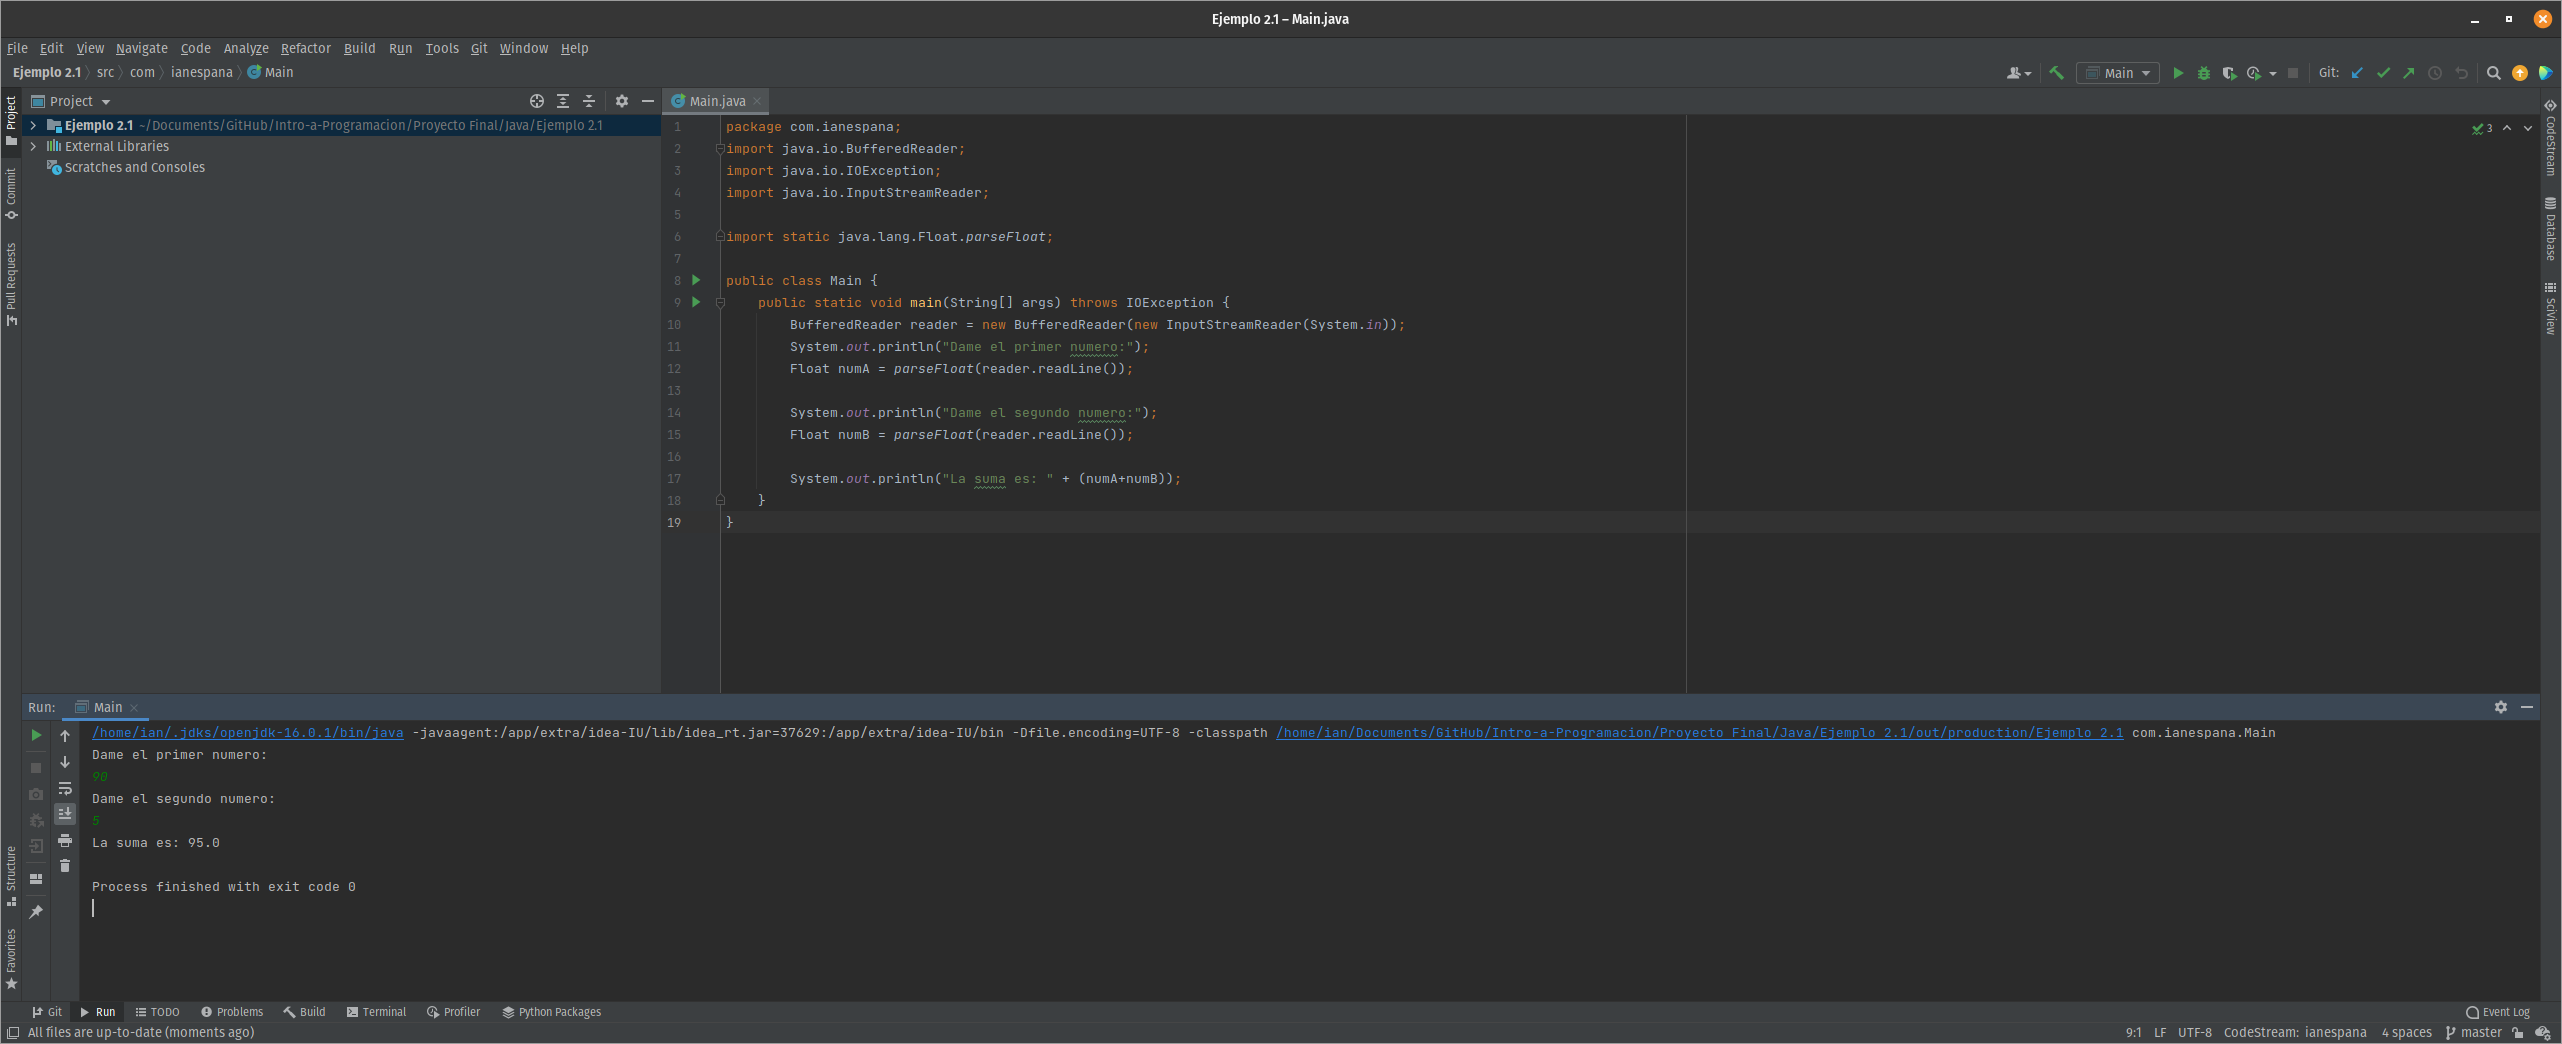 Ejemplo 2.1 – Main.java
File Edit View Navigate Code Analyze Refactor Build Run Tools Git Window Help
Ejemplo 2.1 src com ianespana Main
Main Git:
Project
Main.java
Ejemplo 2.1 ~/Documents/GitHub/Intro-a-Programacion/Proyecto Final/Java/Ejemplo 2.1
External Libraries
Scratches and Consoles
Project
Commit
Pull Requests
3
1 package com.ianespana;
2 import java.io.BufferedReader;
3 import java.io.IOException;
4 import java.io.InputStreamReader;
5
6 import static java.lang.Float.parseFloat;
7
8 public class Main {
9 public static void main(String[] args) throws IOException {
10 BufferedReader reader = new BufferedReader(new InputStreamReader(System.in));
11 System.out.println("Dame el primer numero:");
12 Float numA = parseFloat(reader.readLine());
13
14 System.out.println("Dame el segundo numero:");
15 Float numB = parseFloat(reader.readLine());
16
17 System.out.println("La suma es: " + (numA+numB));
18 }
19 }
CodeStream
Database
SciView
Run: Main
/home/ian/.jdks/openjdk-16.0.1/bin/java -javaagent:/app/extra/idea-IU/lib/idea_rt.jar=37629:/app/extra/idea-IU/bin -Dfile.encoding=UTF-8 -classpath /home/ian/Documents/GitHub/Intro-a-Programacion/Proyecto Final/Java/Ejemplo 2.1/out/production/Ejemplo 2.1 com.ianespana.Main
Dame el primer numero:
90
Dame el segundo numero:
5
La suma es: 95.0
Process finished with exit code 0
Structure
Favorites
Git Run TODO Problems Build Terminal Profiler Python Packages Event Log
All files are up-to-date (moments ago) 9:1 LF UTF-8 CodeStream: ianespana 4 spaces master